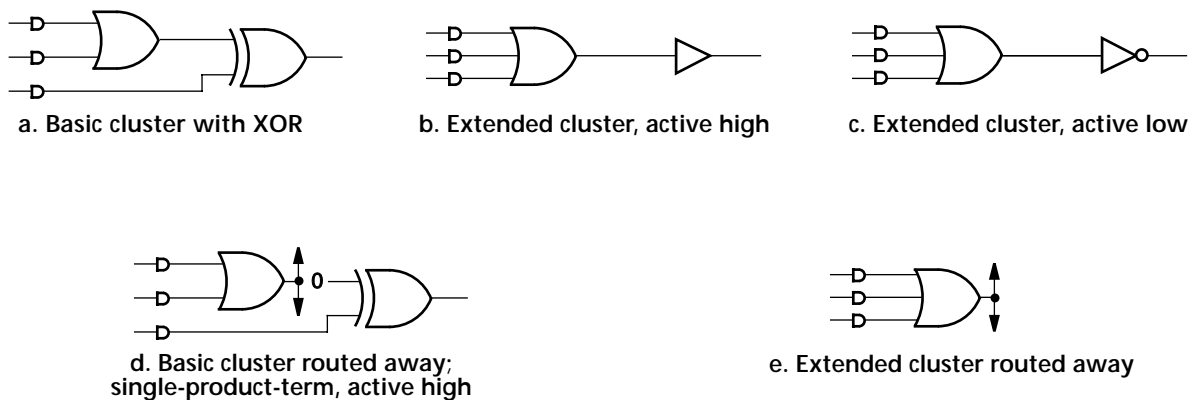 a. Basic cluster with XOR
b. Extended cluster, active high
c. Extended cluster, active low
0
d. Basic cluster routed away;
single-product-term, active high
e. Extended cluster routed away